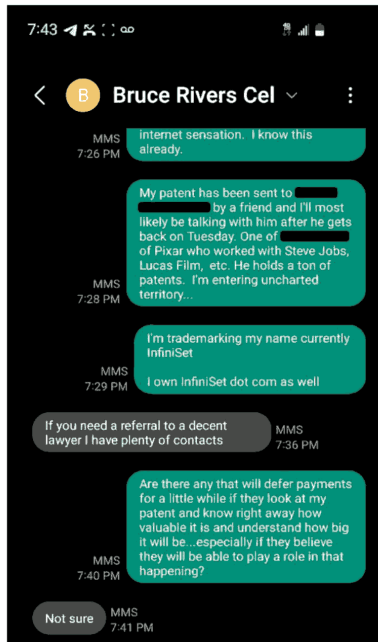 7:43
B Bruce Rivers Cel
internet sensation. I know this
already.
MMS
7:26 PM
My patent has been sent to
by a friend and I'll most
likely be talking with him after he gets
back on Tuesday. One of
of Pixar who worked with Steve Jobs,
Lucas Film, etc. He holds a ton of
patents. I'm entering uncharted
territory...
MMS
7:28 PM
I'm trademarking my name currently
InfiniSet
I own InfiniSet dot com as well
MMS
7:29 PM
If you need a referral to a decent
lawyer I have plenty of contacts
MMS
7:36 PM
Are there any that will defer payments
for a little while if they look at my
patent and know right away how
valuable it is and understand how big
it will be...especially if they believe
they will be able to play a role in that
happening?
MMS
7:40 PM
Not sure
MMS
7:41 PM